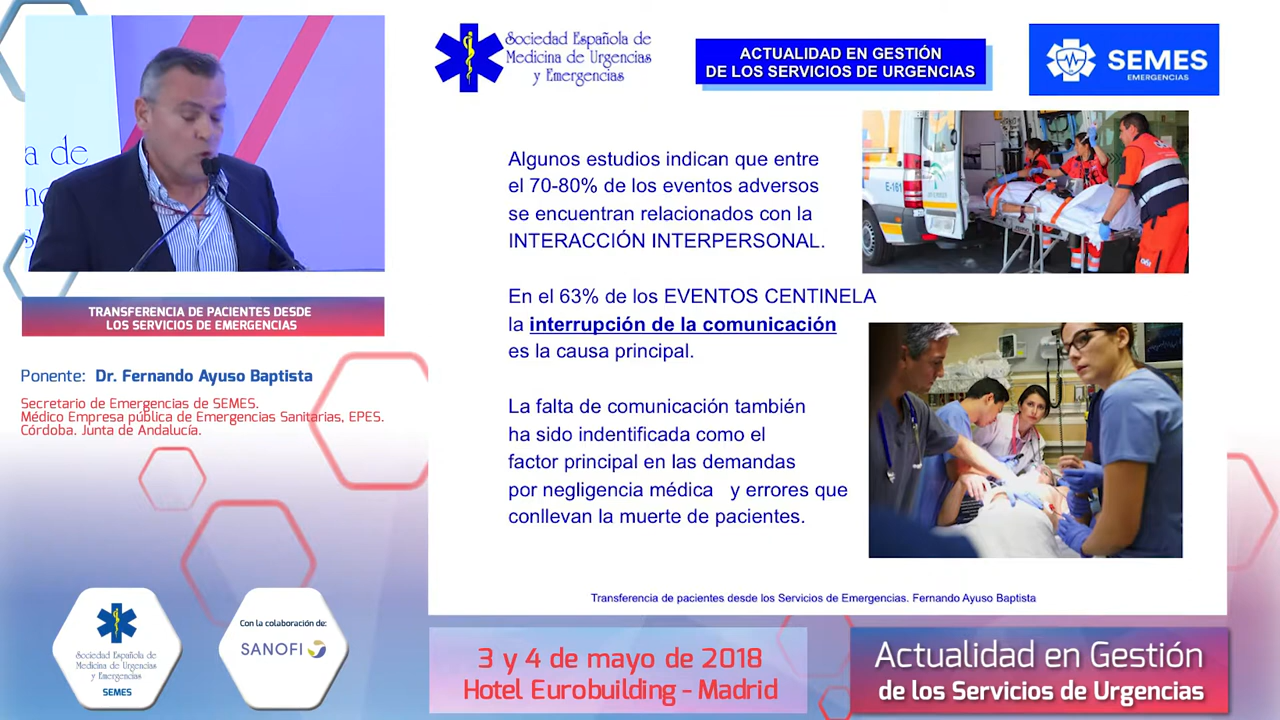 a de
Sociedad Española de
Medicina de Urgencias
y Emergencias
ACTUALIDAD EN GESTIÓN
DE LOS SERVICIOS DE URGENCIAS
SEMES
EMERGENCIAS
TRANSFERENCIA DE PACIENTES DESDE
LOS SERVICIOS DE EMERGENCIAS
Ponente: Dr. Fernando Ayuso Baptista
Secretario de Emergencias de SEMES.
Médico Empresa pública de Emergencias Sanitarias, EPES.
Córdoba. Junta de Andalucía.
Algunos estudios indican que entre
el 70-80% de los eventos adversos
se encuentran relacionados con la
INTERACCIÓN INTERPERSONAL.
En el 63% de los EVENTOS CENTINELA
la interrupción de la comunicación
es la causa principal.
La falta de comunicación también
ha sido indentificada como el
factor principal en las demandas
por negligencia médica y errores que
conllevan la muerte de pacientes.
E-161
Transferencia de pacientes desde los Servicios de Emergencias. Fernando Ayuso Baptista
Sociedad Española de
Medicina de Urgencias
y Emergencias
SEMES
Con la colaboración de:
SANOFI
3 y 4 de mayo de 2018
Hotel Eurobuilding - Madrid
Actualidad en Gestión
de los Servicios de Urgencias